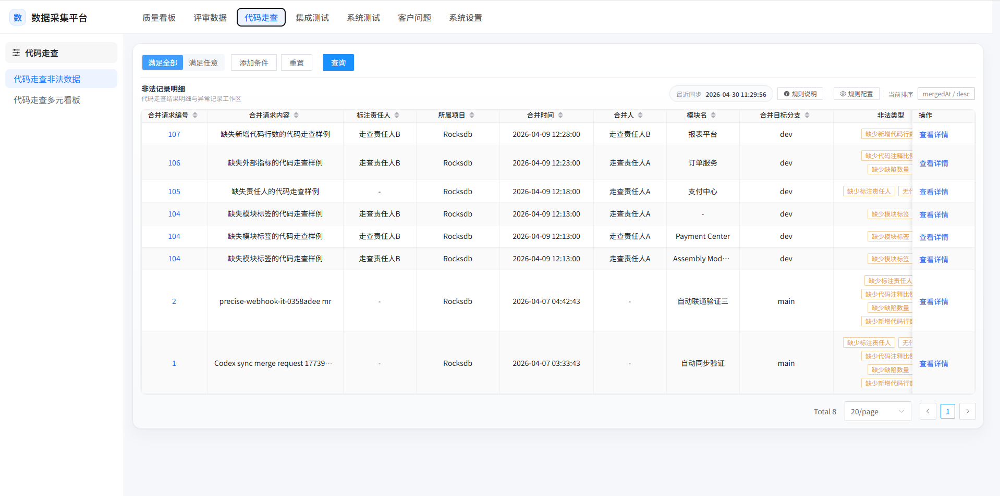 数 数据采集平台 质量看板 评审数据 代码走查 集成测试 系统测试 客户问题 系统设置
代码走查
代码走查非法数据
代码走查多元看板
满足全部 满足任意 添加条件 重置 查询
非法记录明细
代码走查结果明细与异常记录工作区
最近同步 2026-04-30 11:29:56 规则说明 规则配置 当前排序 mergedAt / desc
合并请求编号 合并请求内容 标注责任人 所属项目 合并时间 合并人 模块名 合并目标分支 非法类型 操作
107 缺失新增代码行数的代码走查样例 走查责任人B Rocksdb 2026-04-09 12:28:00 走查责任人B 报表平台 dev 缺少新增代码行数 查看详情
106 缺失外部指标的代码走查样例 走查责任人B Rocksdb 2026-04-09 12:23:00 走查责任人A 订单服务 dev 缺少代码注释比例 查看详情
缺少缺陷数量
105 缺失责任人的代码走查样例 - Rocksdb 2026-04-09 12:18:00 走查责任人A 支付中心 dev 缺少标注责任人 无代 查看详情
104 缺失模块标签的代码走查样例 走查责任人B Rocksdb 2026-04-09 12:13:00 走查责任人A - dev 缺少模块标签 查看详情
104 缺失模块标签的代码走查样例 走查责任人B Rocksdb 2026-04-09 12:13:00 走查责任人A Payment Center dev 缺少模块标签 查看详情
104 缺失模块标签的代码走查样例 走查责任人B Rocksdb 2026-04-09 12:13:00 走查责任人A Assembly Mod··· dev 缺少模块标签 查看详情
2 precise-webhook-it-0358adee mr - Rocksdb 2026-04-07 04:42:43 - 自动联通验证三 main 缺少标注责任人 查看详情
缺少代码注释比例
缺少缺陷数量
缺少新增代码行数
1 Codex sync merge request 17739··· - Rocksdb 2026-04-07 03:33:43 - 自动同步验证 main 缺少标注责任人 无代 查看详情
缺少代码注释比例
缺少缺陷数量
缺少新增代码行数
Total 8 20/page 1